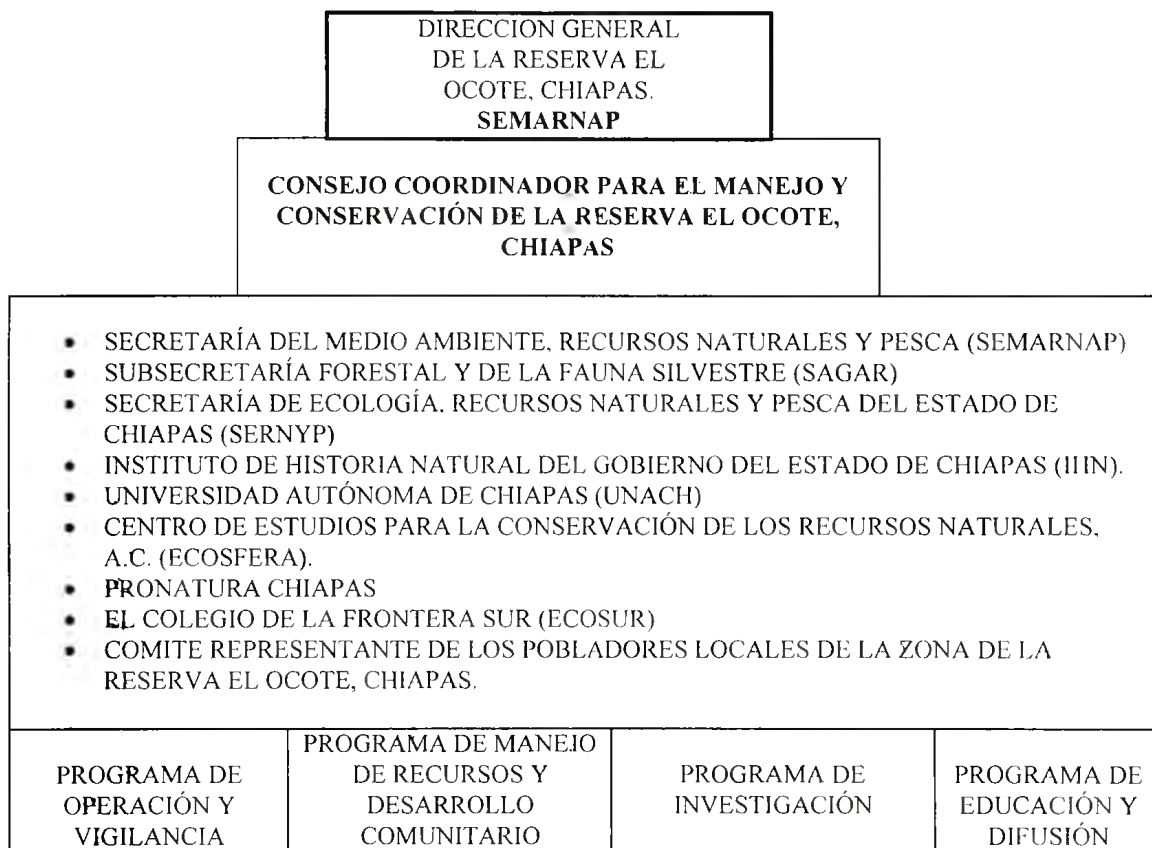 DIRECCION GENERAL
DE LA RESERVA EL
OCOTE, CHIAPAS.
SEMARNAP
CONSEJO COORDINADOR PARA EL MANEJO Y
CONSERVACIÓN DE LA RESERVA EL OCOTE,
CHIAPAS
• SECRETARÍA DEL MEDIO AMBIENTE, RECURSOS NATURALES Y PESCA (SEMARNAP)
• SUBSECRETARÍA FORESTAL Y DE LA FAUNA SILVESTRE (SAGAR)
• SECRETARÍA DE ECOLOGÍA. RECURSOS NATURALES Y PESCA DEL ESTADO DE
CHIAPAS (SERNYP)
• INSTITUTO DE HISTORIA NATURAL DEL GOBIERNO DEL ESTADO DE CHIAPAS (IHN).
• UNIVERSIDAD AUTÓNOMA DE CHIAPAS (UNACH)
• CENTRO DE ESTUDIOS PARA LA CONSERVACIÓN DE LOS RECURSOS NATURALES,
A.C. (ECOSFERA).
• PRONATURA CHIAPAS
• EL COLEGIO DE LA FRONTERA SUR (ECOSUR)
• COMITE REPRESENTANTE DE LOS POBLADORES LOCALES DE LA ZONA DE LA
RESERVA EL OCOTE, CHIAPAS.
PROGRAMA DE
OPERACIÓN Y
VIGILANCIA
PROGRAMA DE MANEJO
DE RECURSOS Y
DESARROLLO
COMUNITARIO
PROGRAMA DE
INVESTIGACIÓN
PROGRAMA DE
EDUCACIÓN Y
DIFUSIÓN